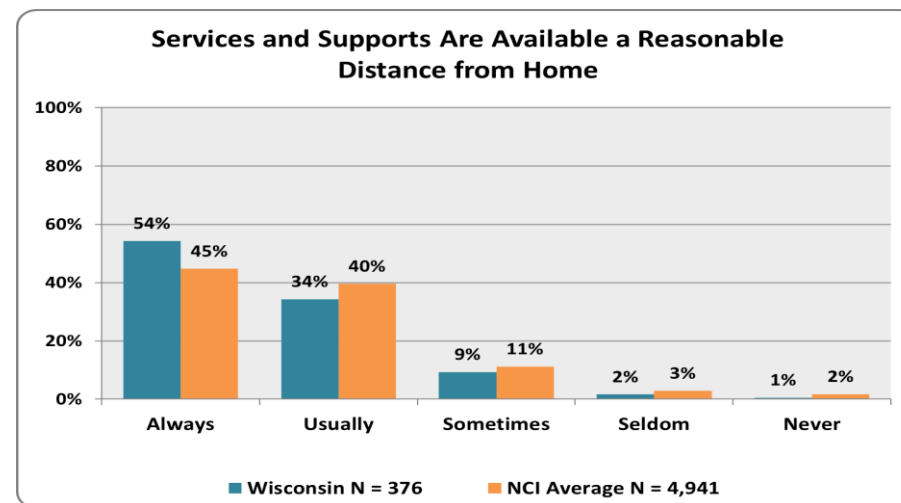 Services and Supports Are Available a Reasonable
Distance from Home
100%
80%
60%
40%
20%
0%
54%
45%
34%
40%
9%
11%
2%
3%
1%
2%
Always
Usually
Sometimes
Seldom
Never
Wisconsin N = 376
NCI Average N = 4,941